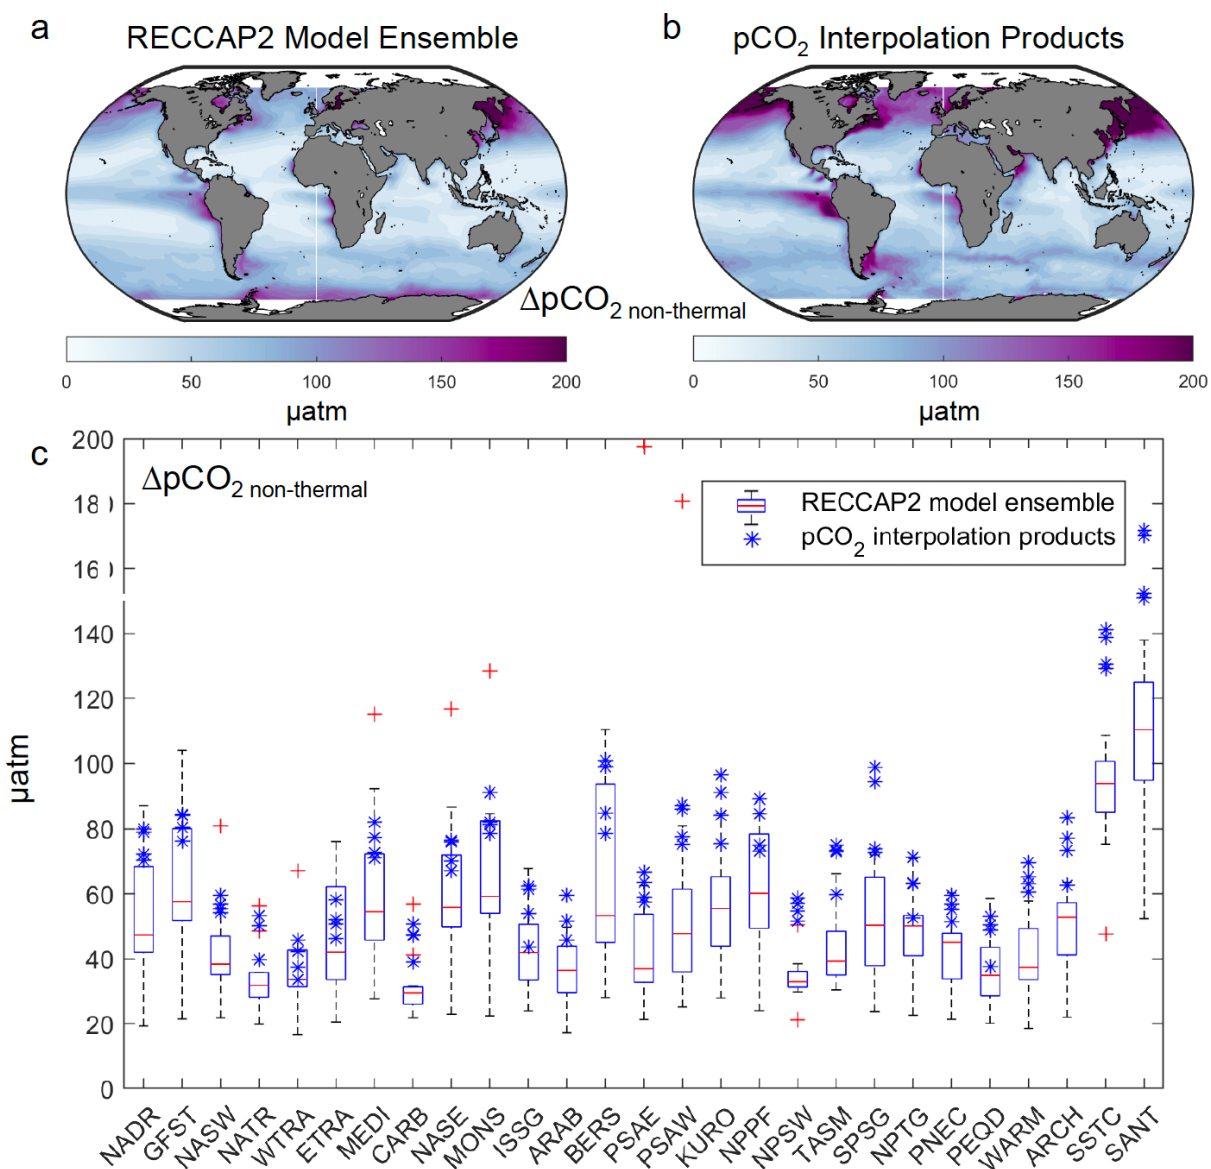 a
RECCAP2 Model Ensemble
b
pCO2 Interpolation Products
ΔpCO2 non-thermal
0 50 100 150 200
μatm
0 50 100 150 200
μatm
c
ΔpCO2 non-thermal
RECCAP2 model ensemble
pCO2 interpolation products
200
180
160
140
120
100
80
60
40
20
0
μatm
NADR GFST NASW NATR WTRA ETRA MEDI CARB NASE MONS ISSG ARAB BERS PSAE PSAW KURO NPPF NPSW TASM SPSG NPTG PNEC PEQD WARM ARCH SSTC SANT